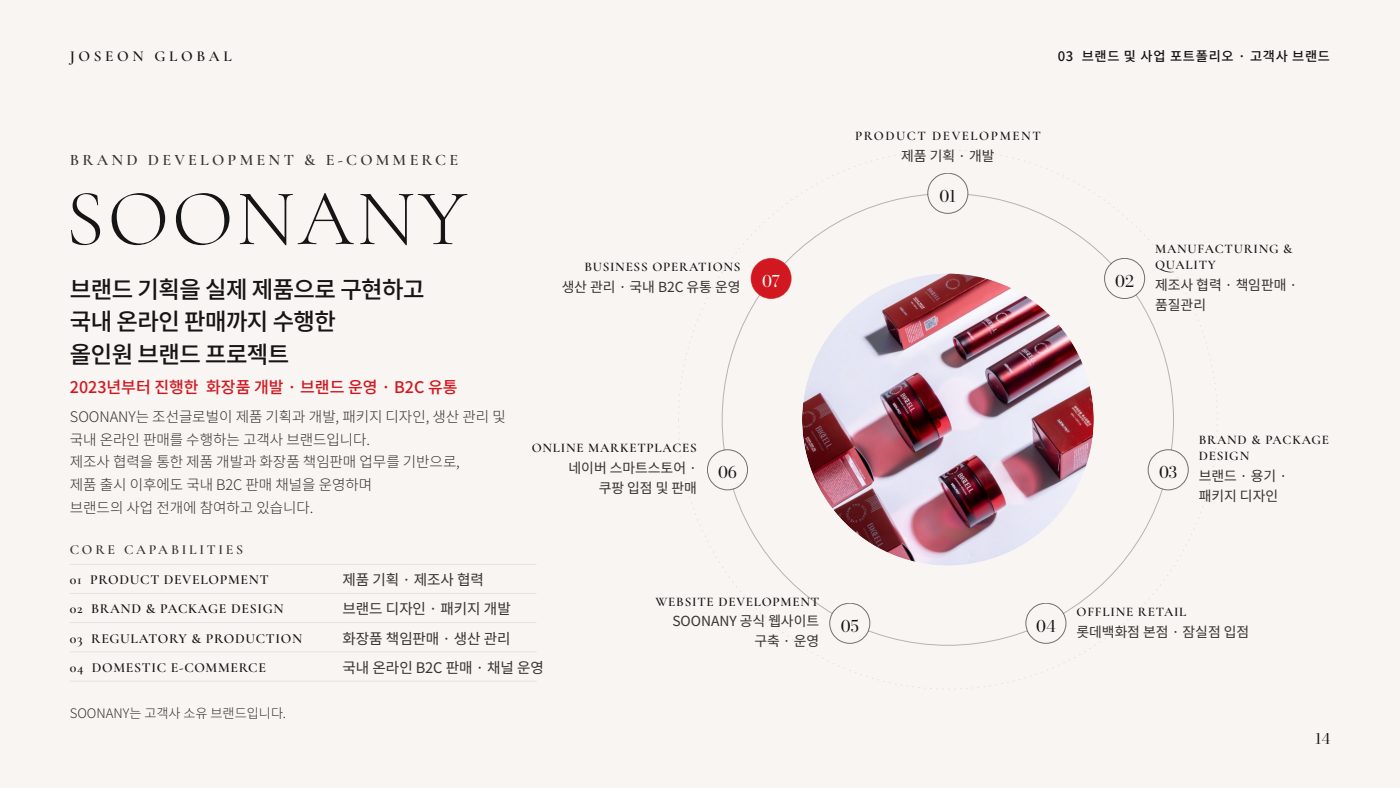 JOSEON GLOBAL
03 브랜드 및 사업 포트폴리오 · 고객사 브랜드
BRAND DEVELOPMENT & E-COMMERCE
SOONANY
브랜드 기획을 실제 제품으로 구현하고
국내 온라인 판매까지 수행한
올인원 브랜드 프로젝트
2023년부터 진행한 화장품 개발 · 브랜드 운영 · B2C 유통
SOONANY는 조선글로벌이 제품 기획과 개발, 패키지 디자인, 생산 관리 및
국내 온라인 판매를 수행하는 고객사 브랜드입니다.
제조사 협력을 통한 제품 개발과 화장품 책임판매 업무를 기반으로,
제품 출시 이후에도 국내 B2C 판매 채널을 운영하며
브랜드의 사업 전개에 참여하고 있습니다.
CORE CAPABILITIES
01 PRODUCT DEVELOPMENT 제품 기획 · 제조사 협력
02 BRAND & PACKAGE DESIGN 브랜드 디자인 · 패키지 개발
03 REGULATORY & PRODUCTION 화장품 책임판매 · 생산 관리
04 DOMESTIC E-COMMERCE 국내 온라인 B2C 판매 · 채널 운영
SOONANY는 고객사 소유 브랜드입니다.
PRODUCT DEVELOPMENT
제품 기획 · 개발
01
MANUFACTURING &
QUALITY
제조사 협력 · 책임판매 ·
품질관리
02
BRAND & PACKAGE
DESIGN
브랜드 · 용기 ·
패키지 디자인
03
OFFLINE RETAIL
롯데백화점 본점 · 잠실점 입점
04
WEBSITE DEVELOPMENT
SOONANY 공식 웹사이트
구축 · 운영
05
ONLINE MARKETPLACES
네이버 스마트스토어 ·
쿠팡 입점 및 판매
06
BUSINESS OPERATIONS
생산 관리 · 국내 B2C 유통 운영
07
14